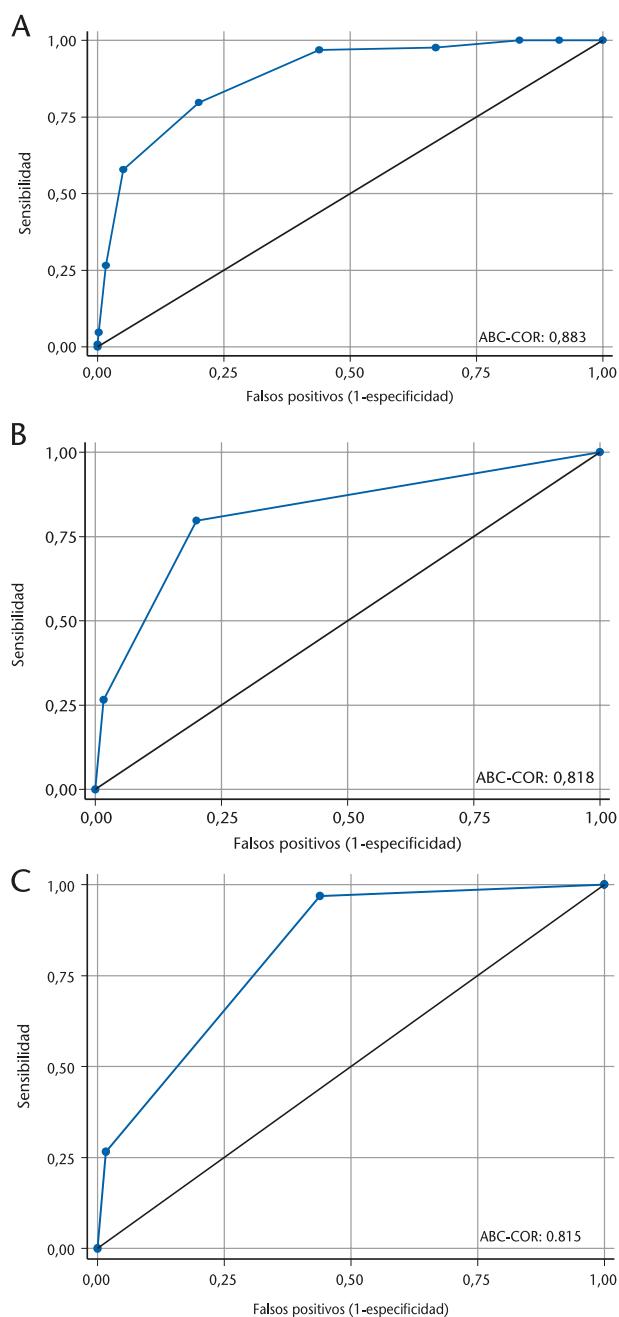 A
1,00
0,75
0,50
0,25
0,00
Sensibilidad
ABC-COR: 0,883
0,00 0,25 0,50 0,75 1,00
Falsos positivos (1-especificidad)
B
1,00
0,75
0,50
0,25
0,00
Sensibilidad
ABC-COR: 0,818
0,00 0,25 0,50 0,75 1,00
Falsos positivos (1-especificidad)
C
1,00
0,75
0,50
0,25
0,00
Sensibilidad
ABC-COR: 0.815
0,00 0,25 0,50 0,75 1,00
Falsos positivos (1-especificidad)